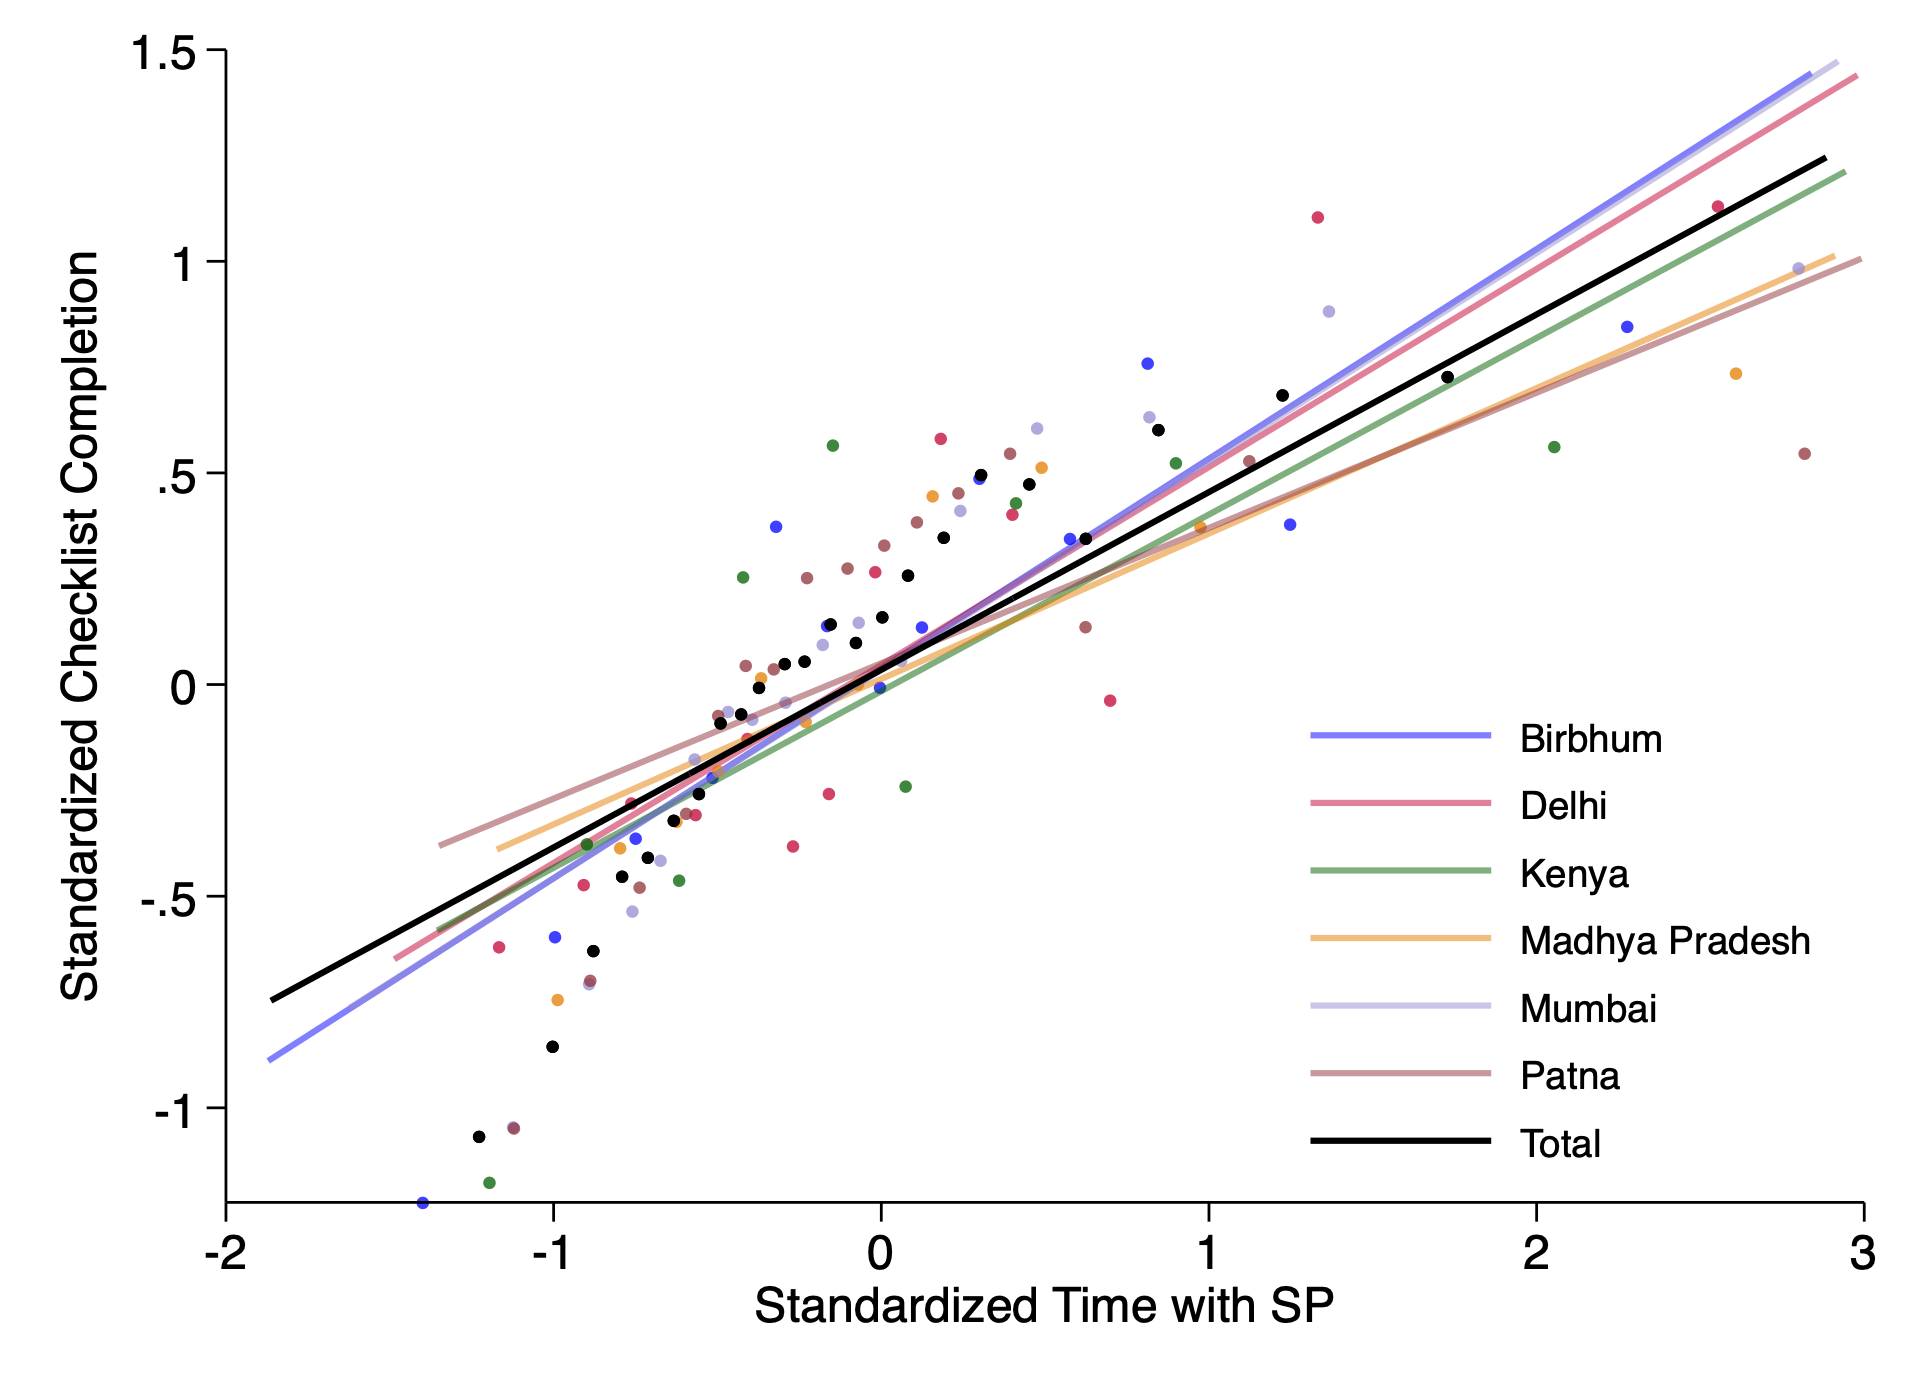 1.5
1
.5
0
-.5
-1
Standardized Checklist Completion
-2
-1
0
1
2
3
Standardized Time with SP
Birbhum
Delhi
Kenya
Madhya Pradesh
Mumbai
Patna
Total